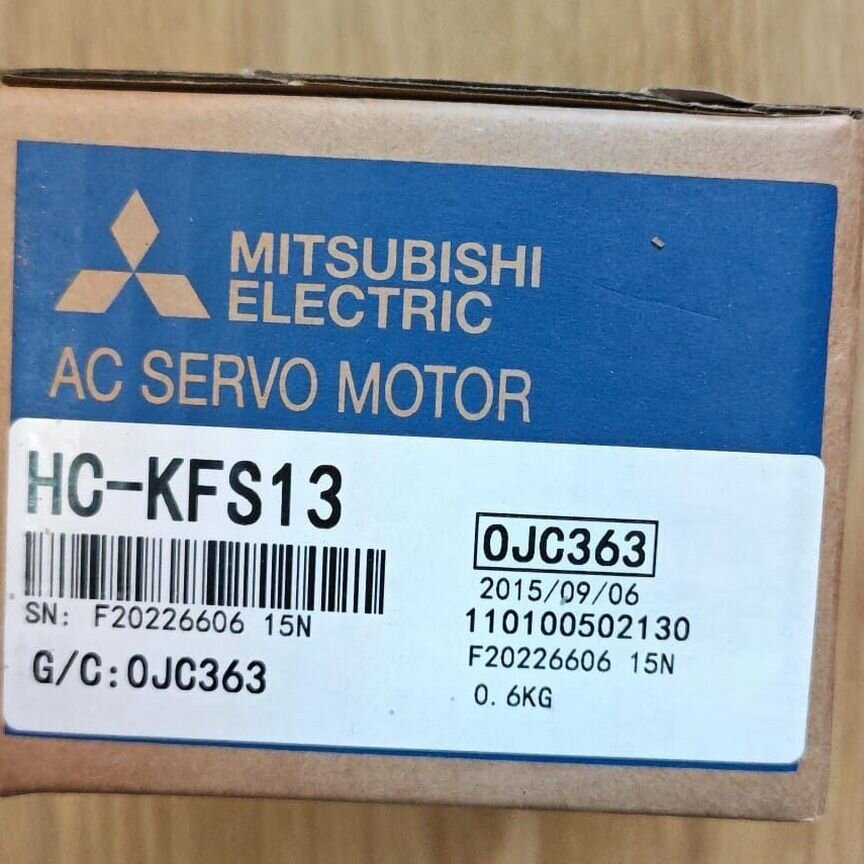 MITSUBISHI
ELECTRIC
AC SERVO MOTOR
HC-KFS13
SN: F20226606 15N
G/C:0JC363
0JC363
2015/09/06
110100502130
F20226606 15N
0.6KG